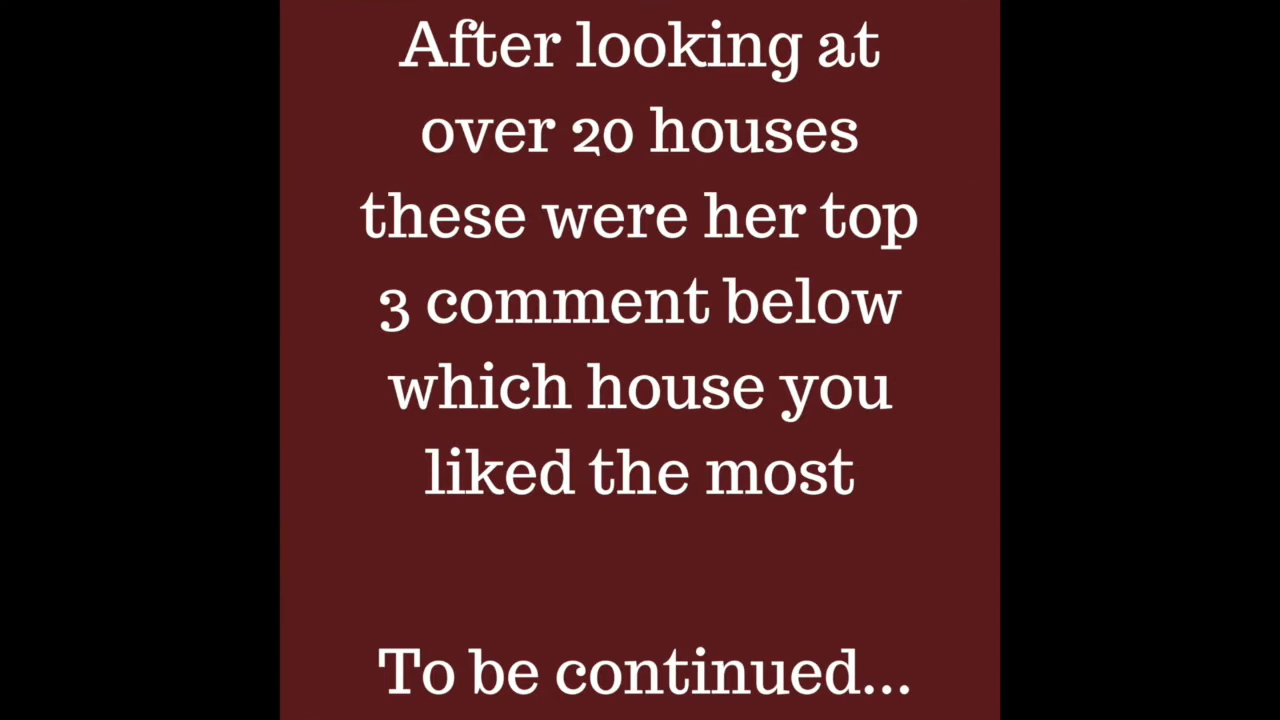 After looking at
over 20 houses
these were her top
3 comment below
which house you
liked the most
To be continued...